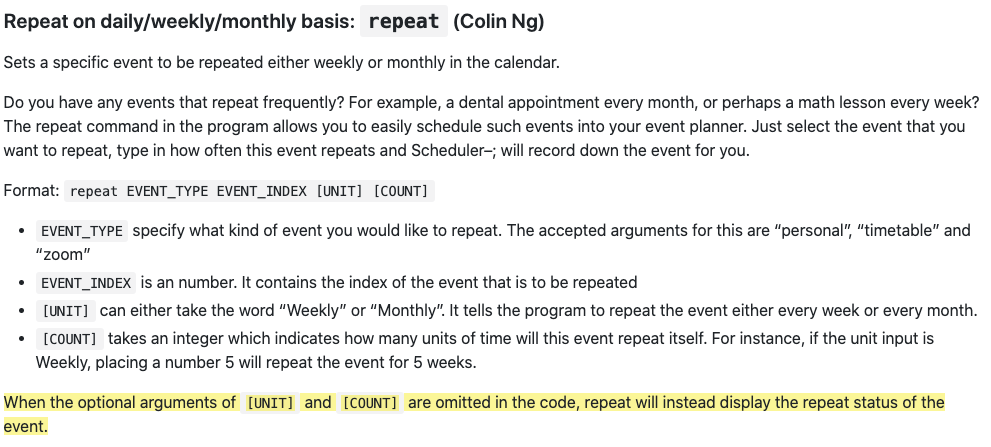 Repeat on daily/weekly/monthly basis: repeat (Colin Ng)
Sets a specific event to be repeated either weekly or monthly in the calendar.
Do you have any events that repeat frequently? For example, a dental appointment every month, or perhaps a math lesson every week?
The repeat command in the program allows you to easily schedule such events into your event planner. Just select the event that you
want to repeat, type in how often this event repeats and Scheduler–; will record down the event for you.
Format: repeat EVENT_TYPE EVENT_INDEX [UNIT] [COUNT]
• EVENT_TYPE specify what kind of event you would like to repeat. The accepted arguments for this are “personal”, “timetable” and
“zoom”
• EVENT_INDEX is an number. It contains the index of the event that is to be repeated
• [UNIT] can either take the word “Weekly” or “Monthly”. It tells the program to repeat the event either every week or every month.
• [COUNT] takes an integer which indicates how many units of time will this event repeat itself. For instance, if the unit input is
Weekly, placing a number 5 will repeat the event for 5 weeks.
When the optional arguments of [UNIT] and [COUNT] are omitted in the code, repeat will instead display the repeat status of the
event.